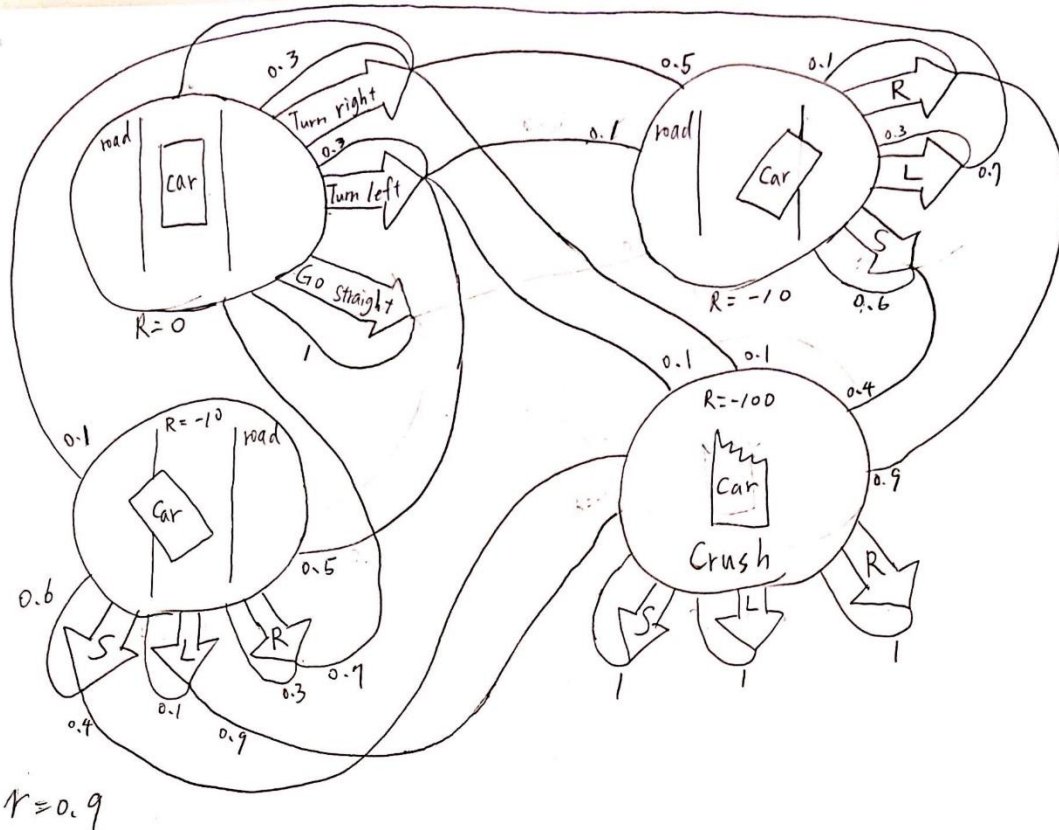 0.3
Turn right
0.3
Turn left
Go straight
1
road
Car
R=0
0.5
0.1
road
Car
R=-10
0.1
R
0.3
L
0.7
S
0.6
0.1
R=-10
road
Car
0.5
0.6
S
L
R
0.4
0.1
0.9
0.3
0.7
0.1
0.1
0.4
0.9
R=-100
Car
Crush
S
L
R
1
1
1
r=0.9